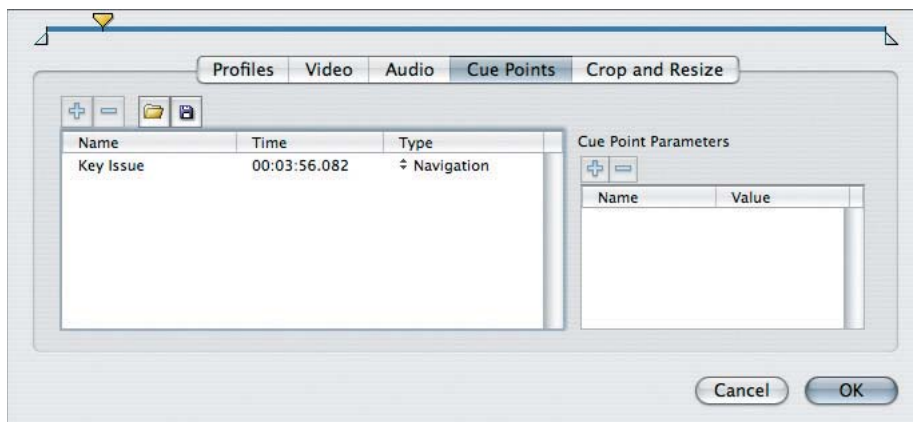 Profiles Video Audio Cue Points Crop and Resize
Name Time Type
Key Issue 00:03:56.082 Navigation
Cue Point Parameters
Name Value
Cancel OK